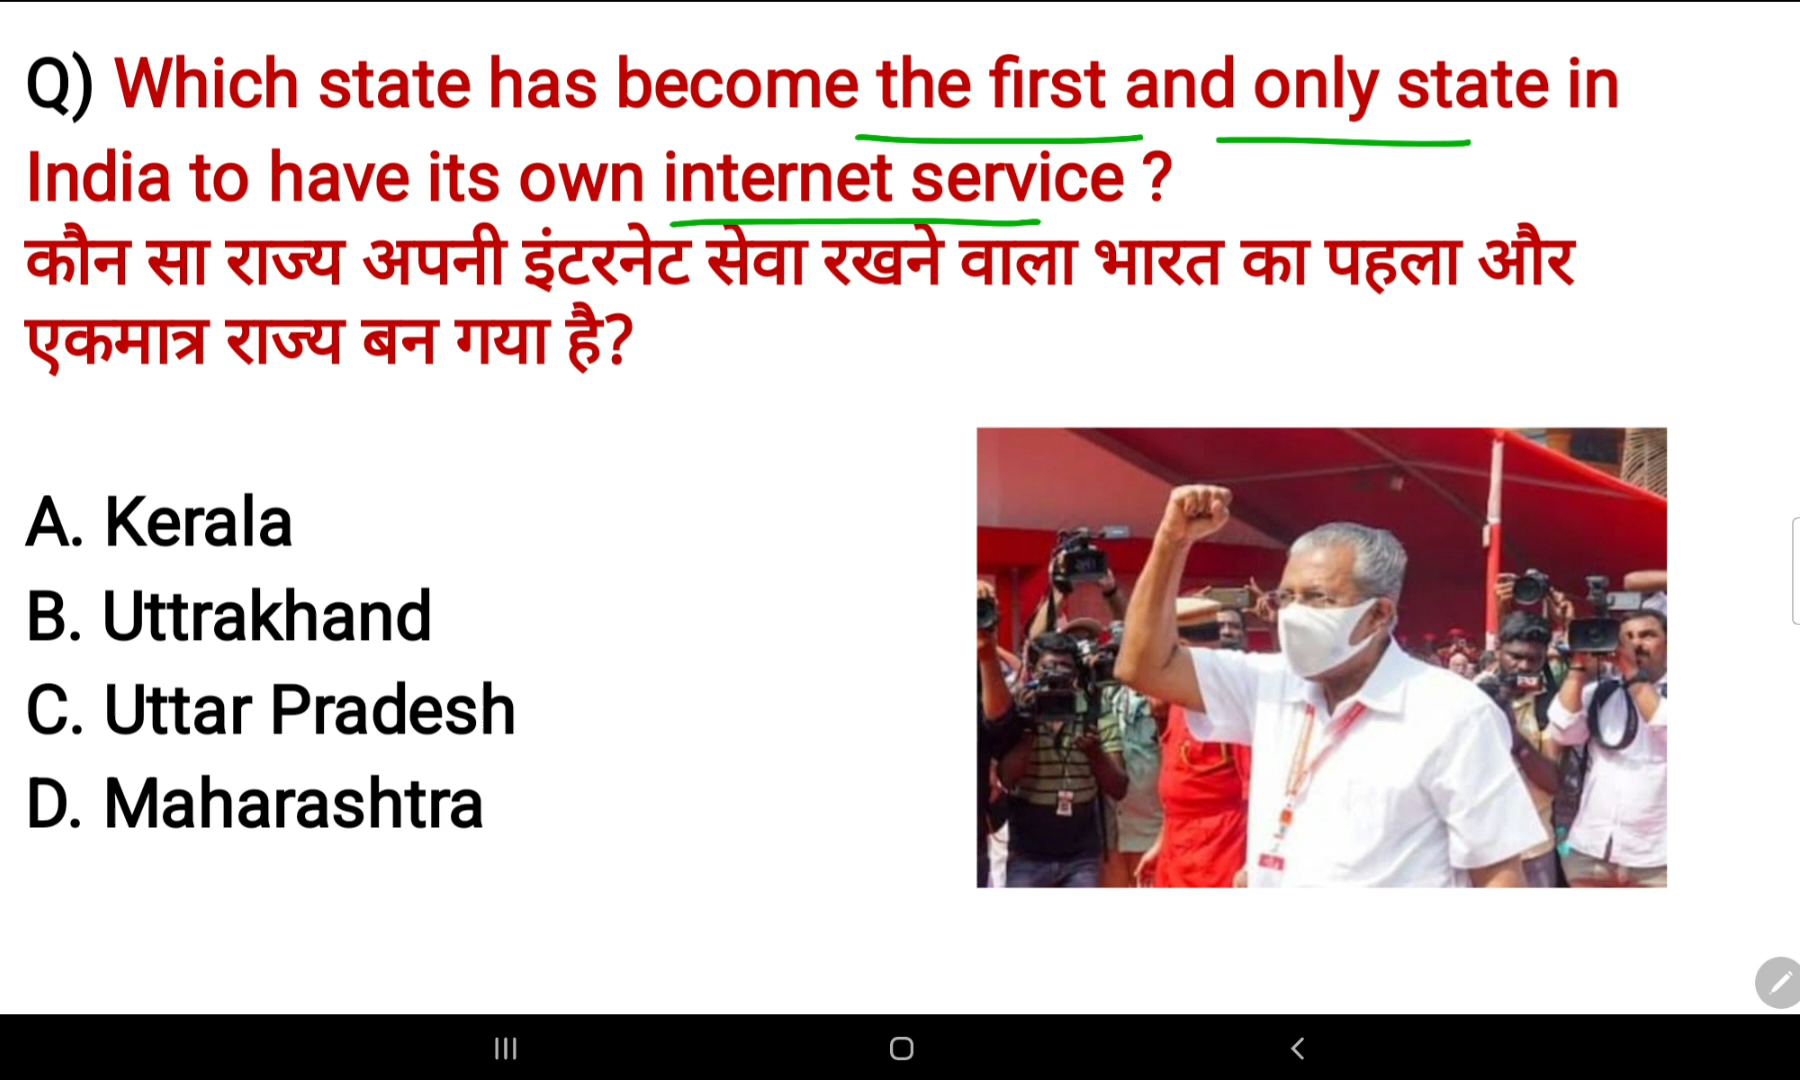 Q) Which state has become the first and only state in
India to have its own internet service ?
कौन सा राज्य अपनी इंटरनेट सेवा रखने वाला भारत का पहला और
एकमात्र राज्य बन गया है?
A. Kerala
B. Uttrakhand
C. Uttar Pradesh
D. Maharashtra